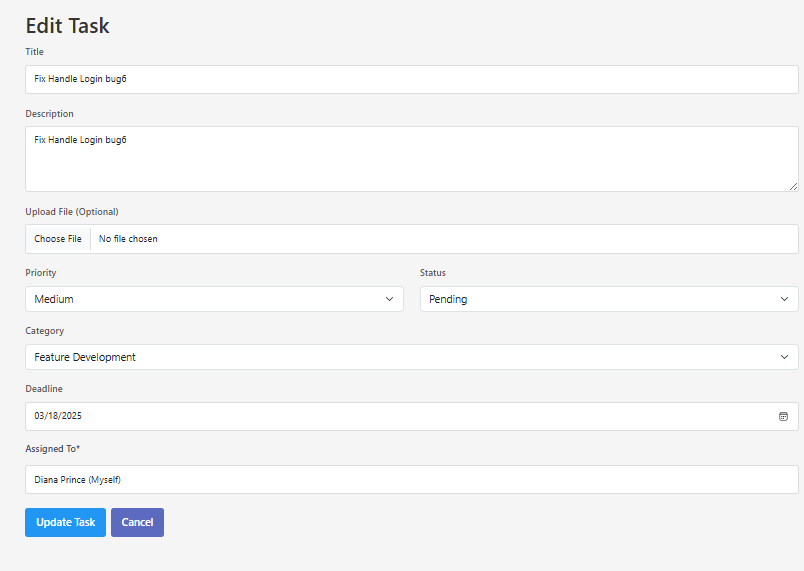 Edit Task
Title
Fix Handle Login bug6
Description
Fix Handle Login bug6
Upload File (Optional)
Choose File No file chosen
Priority Status
Medium Pending
Category
Feature Development
Deadline
03/18/2025
Assigned To*
Diana Prince (Myself)
Update Task Cancel